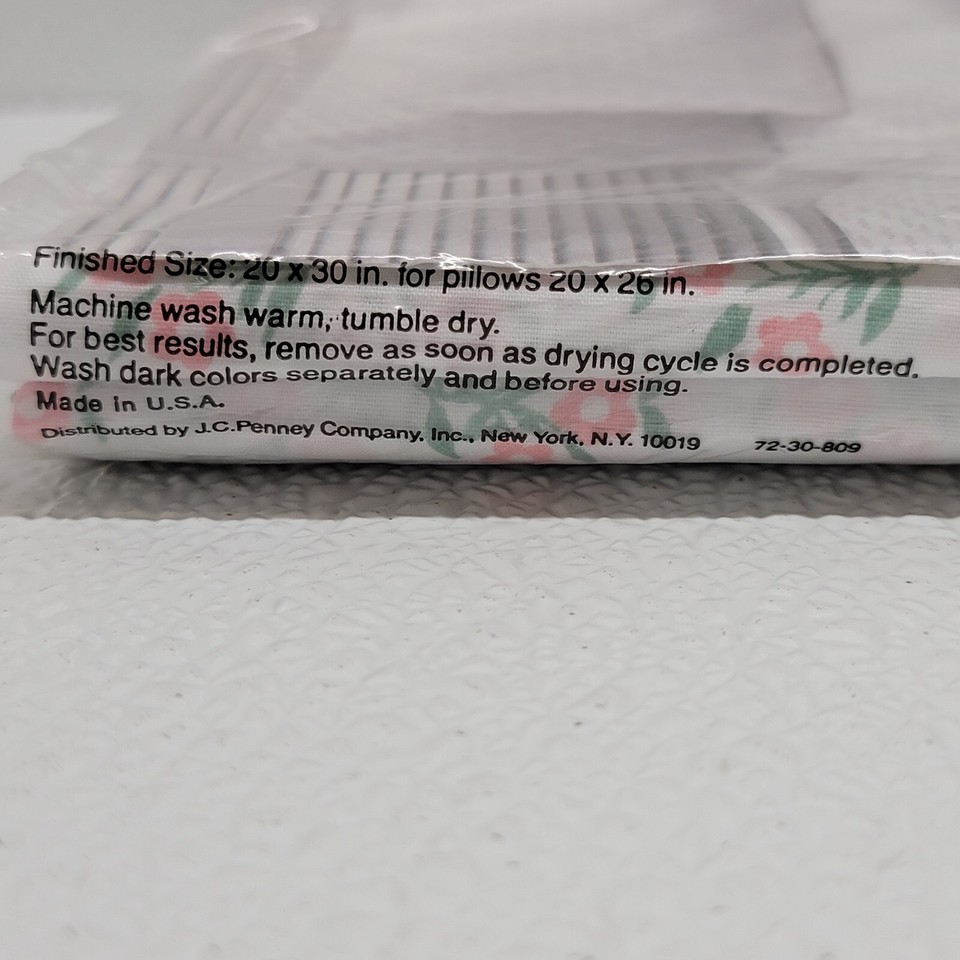 Finished Size: 20 x 30 in. for pillows 20 x 26 in.
Machine wash warm, tumble dry.
For best results, remove as soon as drying cycle is completed.
Wash dark colors separately and before using.
Made in U.S.A.
Distributed by J.C.Penney Company, Inc., New York, N.Y. 10019 72-30-809